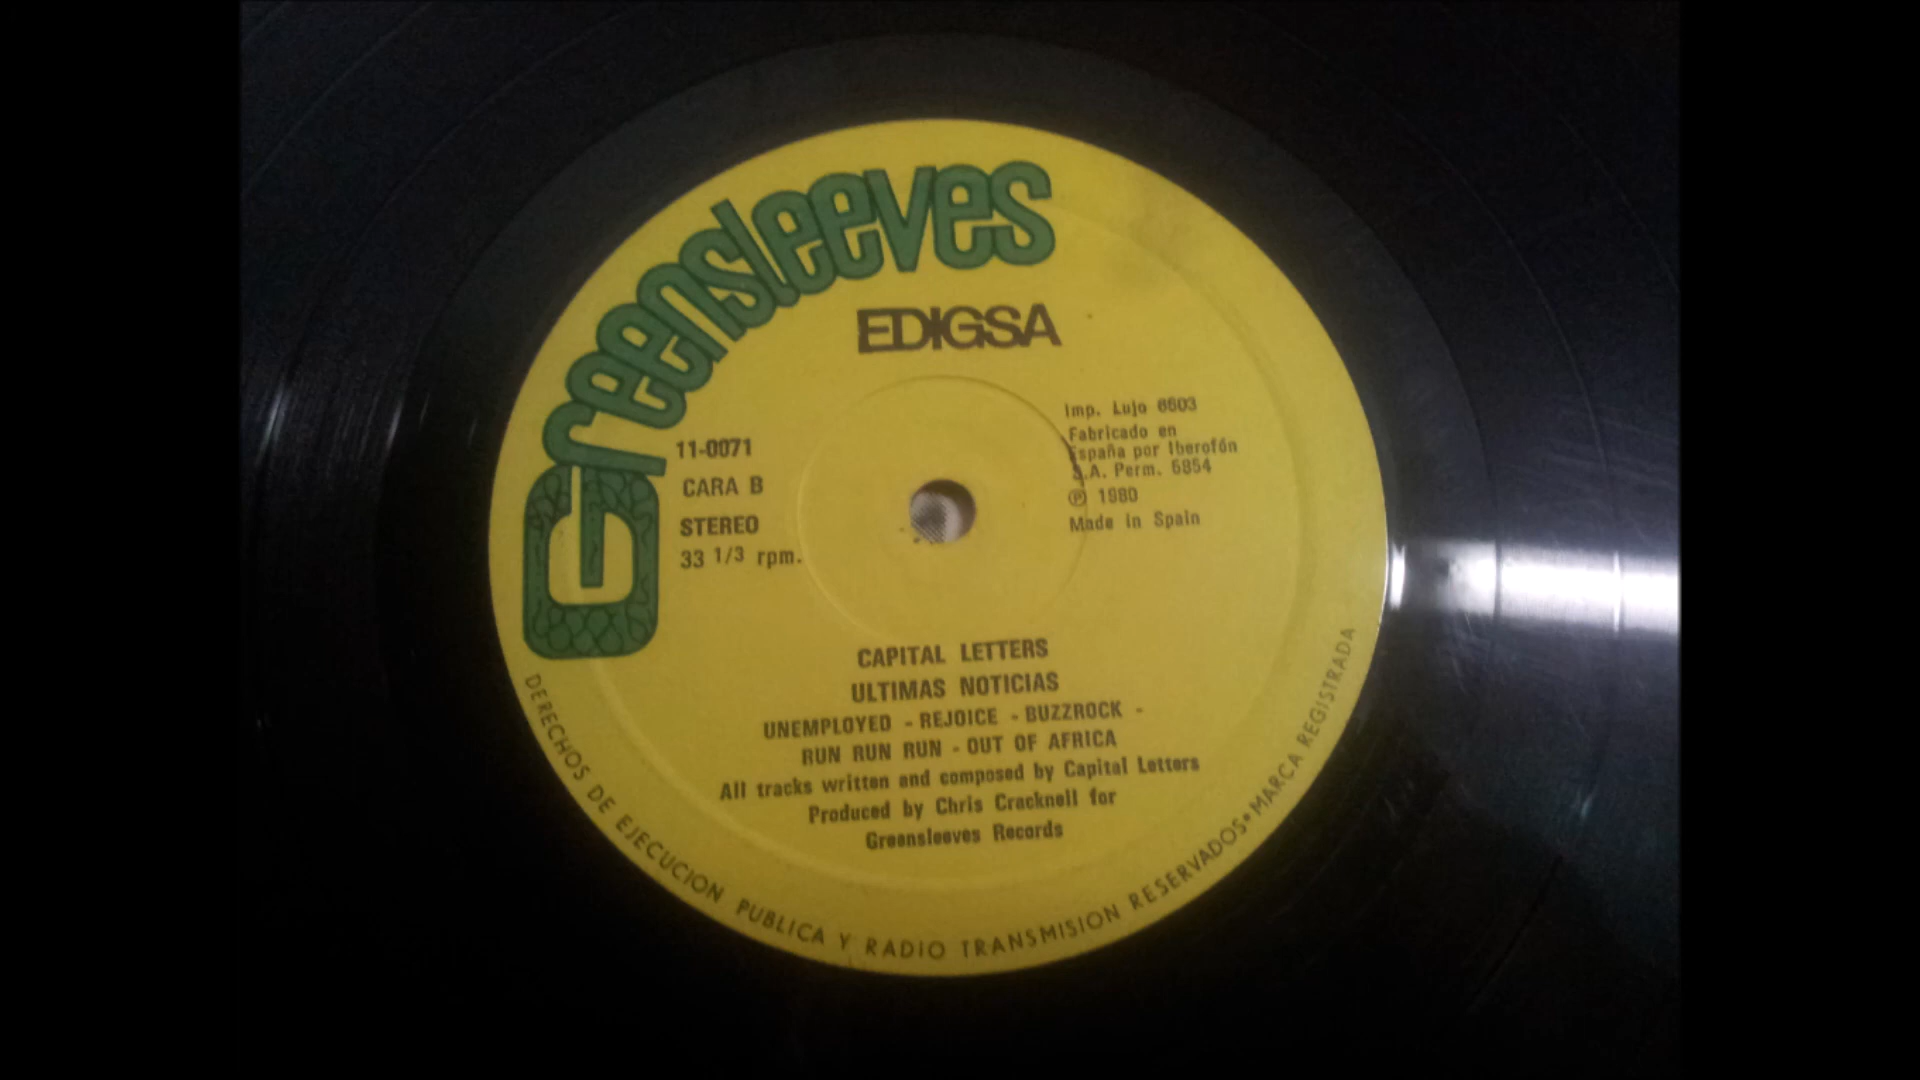 Greensleeves
EDIGSA
11-0071
CARA B
STEREO
33 1/3 rpm.
Imp. Lujo 6603
Fabricado en
España por Iberofón
S.A. Perm. 5854
℗ 1980
Made in Spain
CAPITAL LETTERS
ULTIMAS NOTICIAS
UNEMPLOYED - REJOICE - BUZZROCK -
RUN RUN RUN - OUT OF AFRICA
All tracks written and composed by Capital Letters
Produced by Chris Cracknell for
Greensleeves Records
DERECHOS DE EJECUCION PUBLICA Y RADIO TRANSMISION RESERVADOS•MARCA REGISTRADA